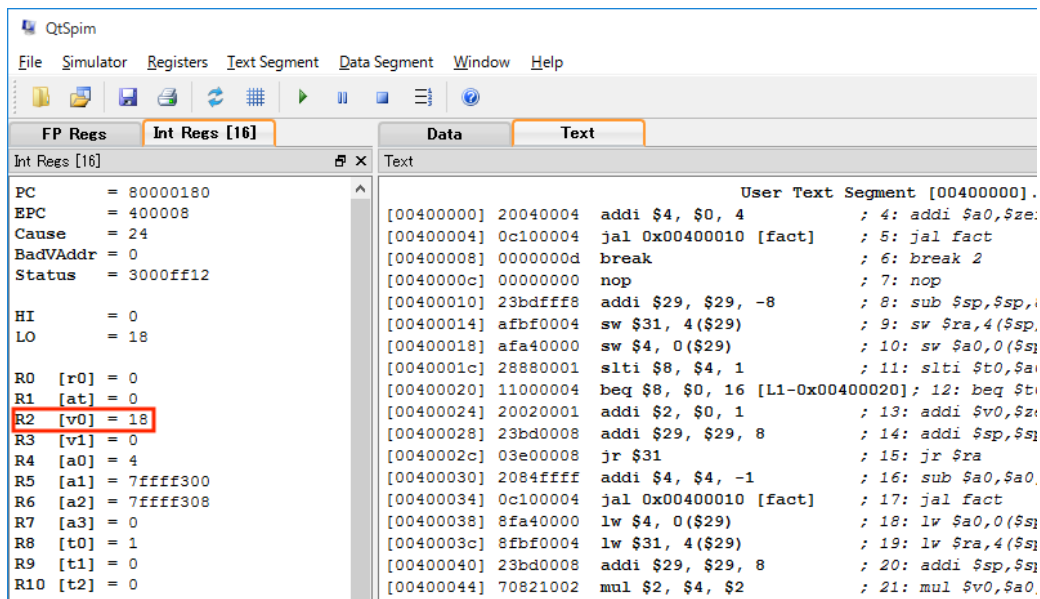 QtSpim
File Simulator Registers Text Segment Data Segment Window Help
FP Regs Int Regs [16] Data Text
Int Regs [16] Text
PC = 80000180
EPC = 400008
Cause = 24
BadVAddr = 0
Status = 3000ff12
HI = 0
LO = 18
R0 [r0] = 0
R1 [at] = 0
R2 [v0] = 18
R3 [v1] = 0
R4 [a0] = 4
R5 [a1] = 7ffff300
R6 [a2] = 7ffff308
R7 [a3] = 0
R8 [t0] = 1
R9 [t1] = 0
R10 [t2] = 0
User Text Segment [00400000].
[00400000] 20040004 addi $4, $0, 4 ; 4: addi $a0,$ze
[00400004] 0c100004 jal 0x00400010 [fact] ; 5: jal fact
[00400008] 0000000d break ; 6: break 2
[0040000c] 00000000 nop ; 7: nop
[00400010] 23bdfff8 addi $29, $29, -8 ; 8: sub $sp,$sp,
[00400014] afbf0004 sw $31, 4($29) ; 9: sw $ra,4($sp
[00400018] afa40000 sw $4, 0($29) ; 10: sw $a0,0($s
[0040001c] 28880001 slti $8, $4, 1 ; 11: slti $t0,$a
[00400020] 11000004 beq $8, $0, 16 [L1-0x00400020]; 12: beq $t
[00400024] 20020001 addi $2, $0, 1 ; 13: addi $v0,$z
[00400028] 23bd0008 addi $29, $29, 8 ; 14: addi $sp,$s
[0040002c] 03e00008 jr $31 ; 15: jr $ra
[00400030] 2084ffff addi $4, $4, -1 ; 16: sub $a0,$a0
[00400034] 0c100004 jal 0x00400010 [fact] ; 17: jal fact
[00400038] 8fa40000 lw $4, 0($29) ; 18: lw $a0,0($s
[0040003c] 8fbf0004 lw $31, 4($29) ; 19: lw $ra,4($s
[00400040] 23bd0008 addi $29, $29, 8 ; 20: addi $sp,$s
[00400044] 70821002 mul $2, $4, $2 ; 21: mul $v0,$a0